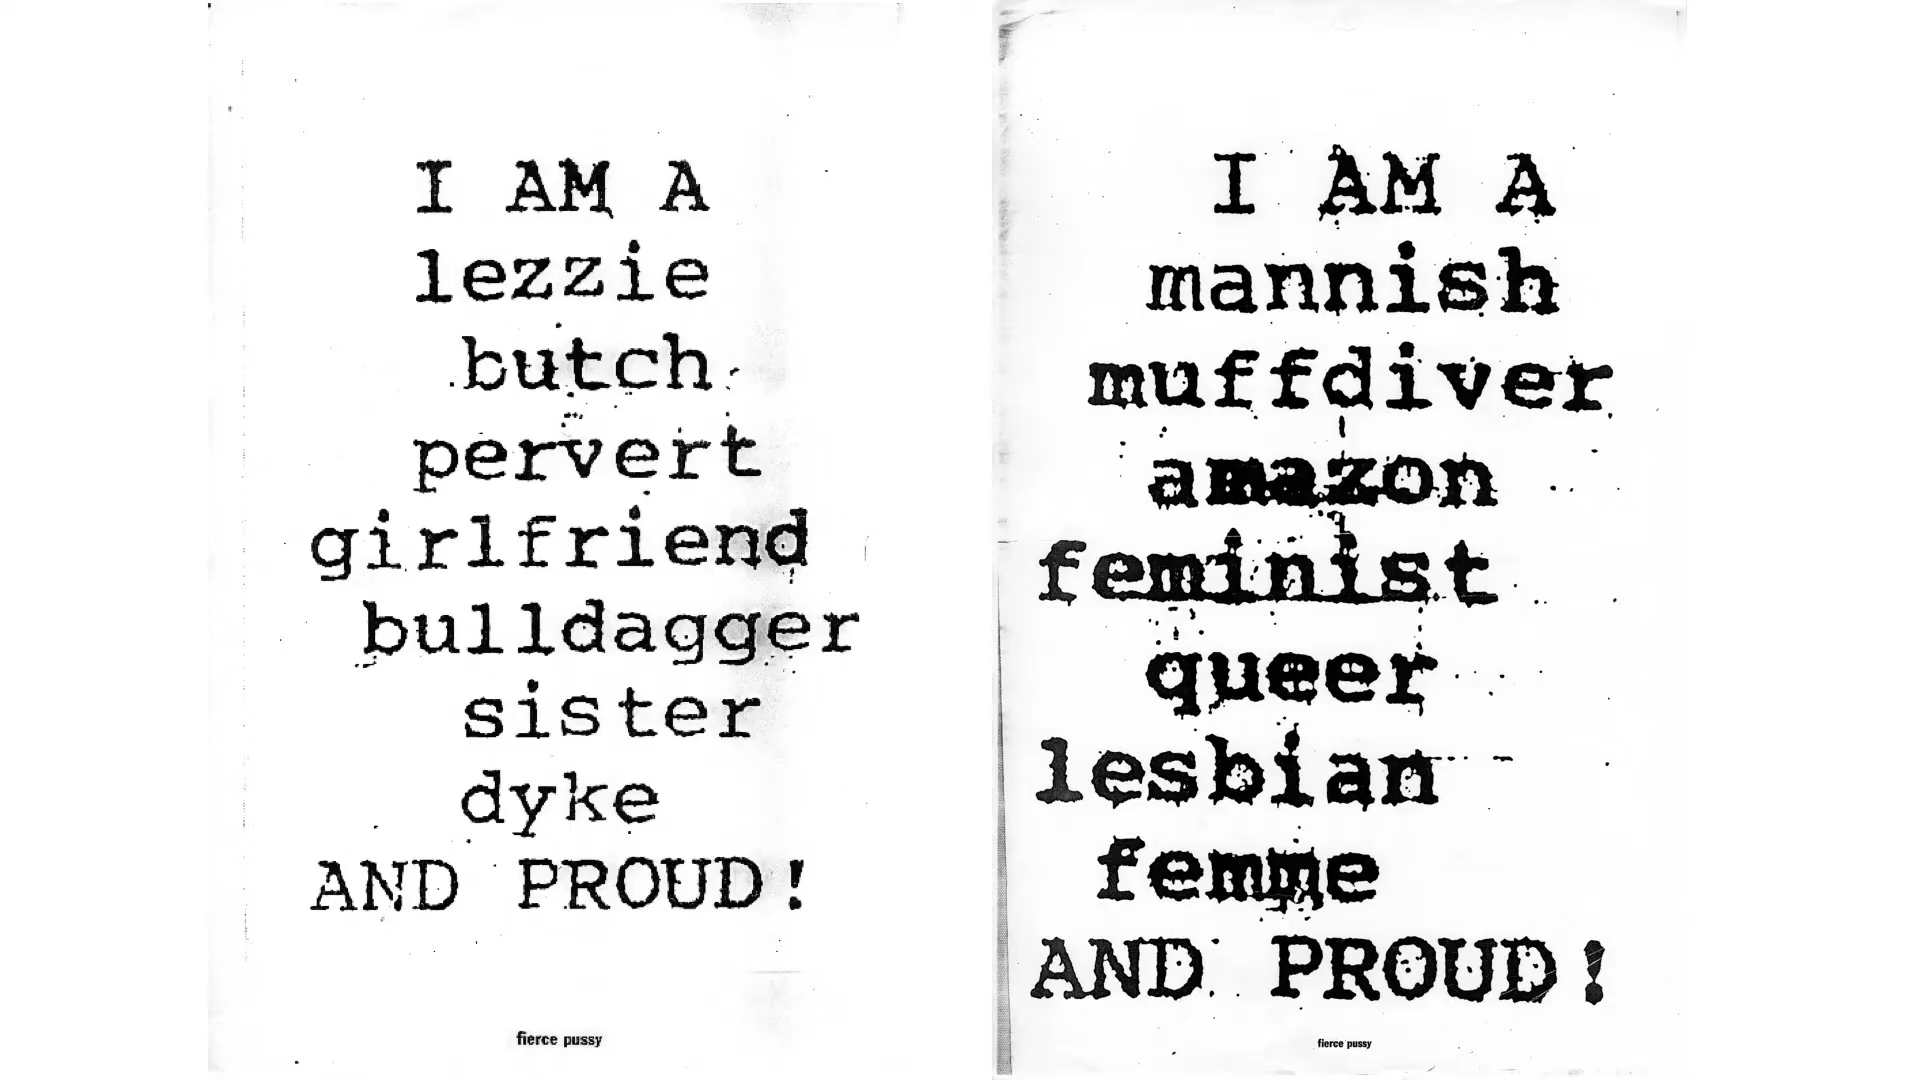 I AM A
lezzie
butch
pervert
girlfriend
bulldagger
sister
dyke
AND PROUD!
fierce pussy
I AM A
mannish
muffdiver
amazon
feminist
queer
lesbian
femme
AND PROUD!
fierce pussy